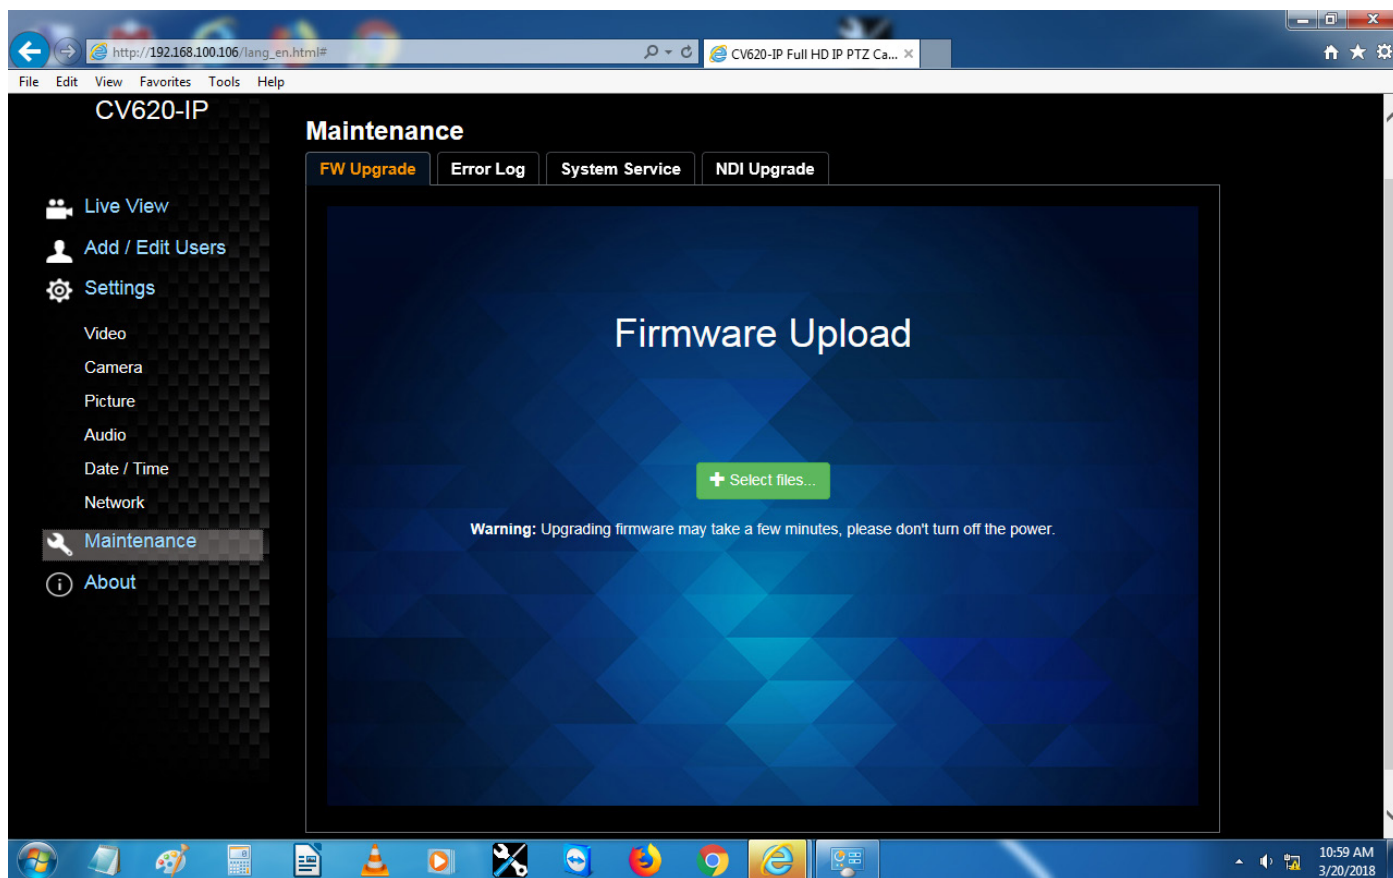 http://192.168.100.106/lang_en.html#
CV620-IP Full HD IP PTZ Ca...
File Edit View Favorites Tools Help
CV620-IP
Maintenance
FW Upgrade Error Log System Service NDI Upgrade
Live View
Add / Edit Users
Settings
Video
Camera
Picture
Audio
Date / Time
Network
Maintenance
About
Firmware Upload
Select files...
Warning: Upgrading firmware may take a few minutes, please don't turn off the power.
10:59 AM
3/20/2018